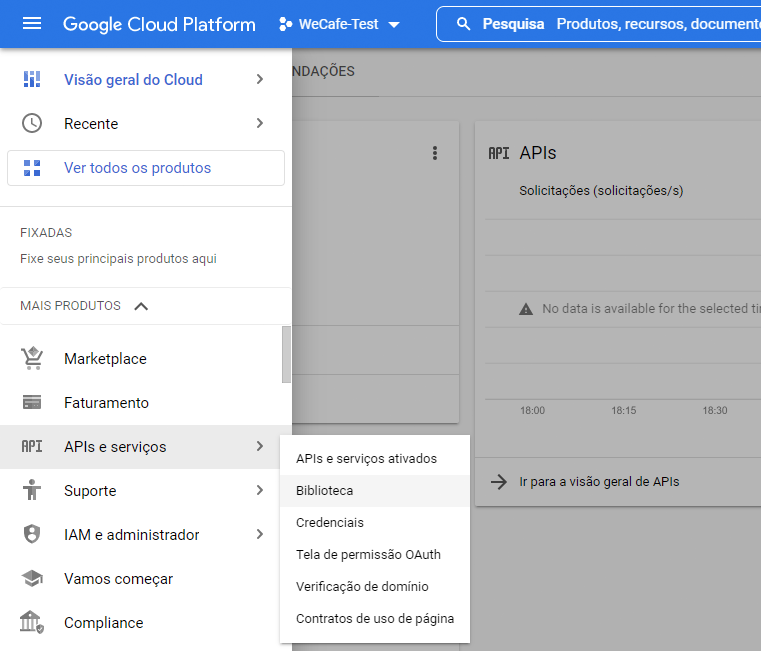 Google Cloud Platform
WeCafe-Test
Pesquisa Produtos, recursos, document
Visão geral do Cloud
Recente
Ver todos os produtos
FIXADAS
Fixe seus principais produtos aqui
MAIS PRODUTOS
Marketplace
Faturamento
API APIs e serviços
Suporte
IAM e administrador
Vamos começar
Compliance
APIs e serviços ativados
Biblioteca
Credenciais
Tela de permissão OAuth
Verificação de domínio
Contratos de uso de página
NDAÇÕES
API APIs
Solicitações (solicitações/s)
No data is available for the selected ti
18:00 18:15 18:30
Ir para a visão geral de APIs